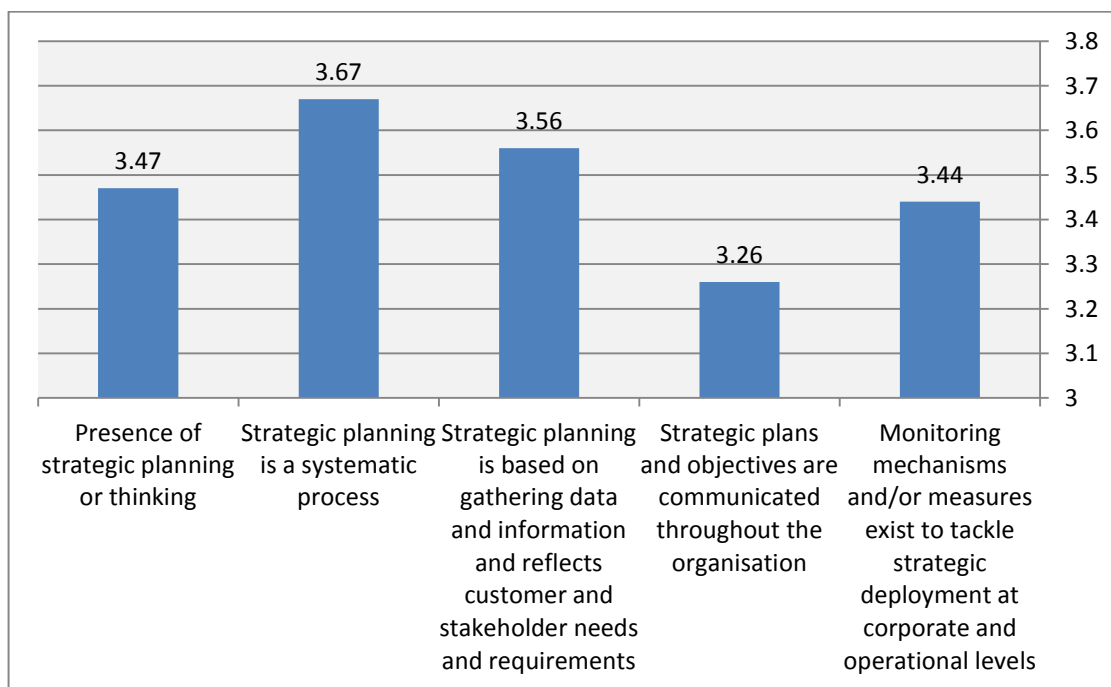 3.47
3.67
3.56
3.26
3.44
3.8
3.7
3.6
3.5
3.4
3.3
3.2
3.1
3
Presence of
strategic planning
or thinking
Strategic planning
is a systematic
process
Strategic planning
is based on
gathering data
and information
and reflects
customer and
stakeholder needs
and requirements
Strategic plans
and objectives are
communicated
throughout the
organisation
Monitoring
mechanisms
and/or measures
exist to tackle
strategic
deployment at
corporate and
operational levels